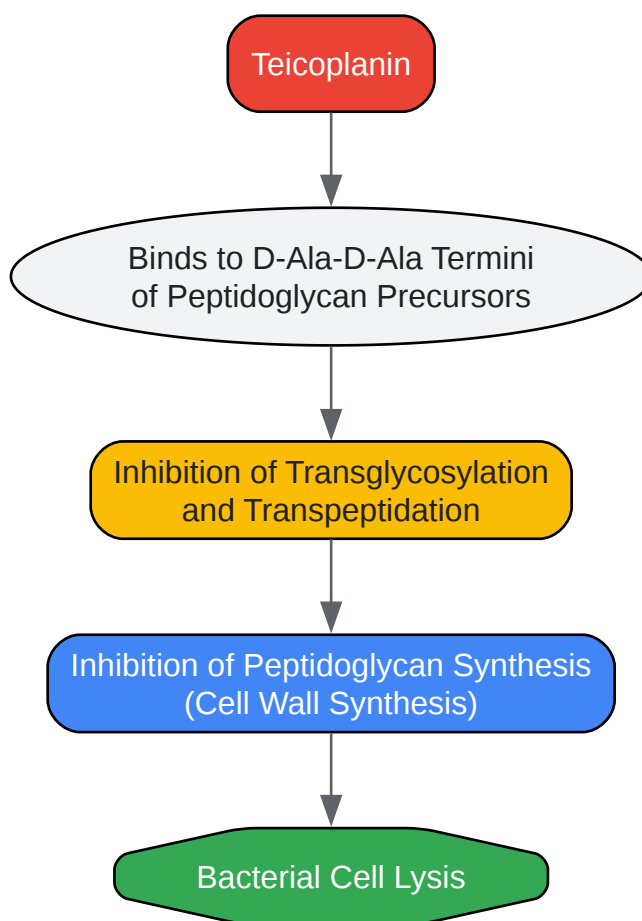 Teicoplanin
Binds to D-Ala-D-Ala Termini
of Peptidoglycan Precursors
Inhibition of Transglycosylation
and Transpeptidation
Inhibition of Peptidoglycan Synthesis
(Cell Wall Synthesis)
Bacterial Cell Lysis